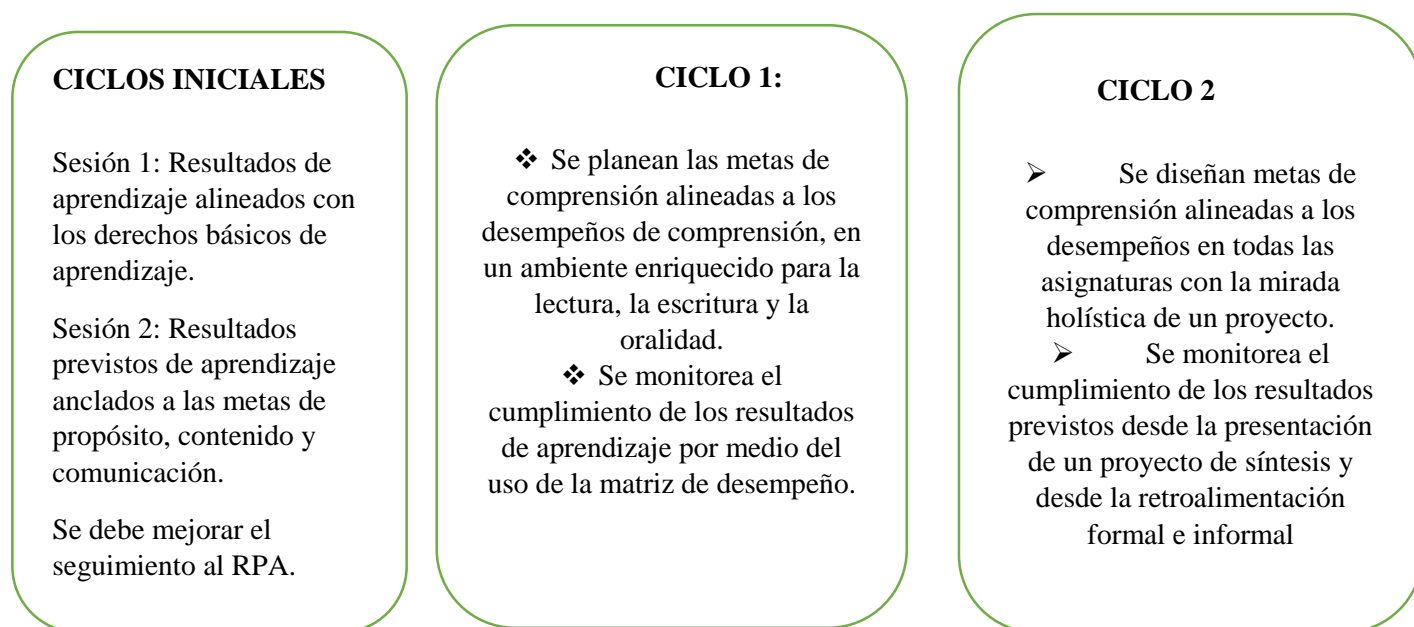 CICLOS INICIALES
Sesión 1: Resultados de
aprendizaje alineados con
los derechos básicos de
aprendizaje.
Sesión 2: Resultados
previstos de aprendizaje
anclados a las metas de
propósito, contenido y
comunicación.
Se debe mejorar el
seguimiento al RPA.
CICLO 1:
❖ Se planean las metas de
comprensión alineadas a los
desempeños de comprensión, en
un ambiente enriquecido para la
lectura, la escritura y la
oralidad.
❖ Se monitorea el
cumplimiento de los resultados
de aprendizaje por medio del
uso de la matriz de desempeño.
CICLO 2
➢ Se diseñan metas de
comprensión alineadas a los
desempeños en todas las
asignaturas con la mirada
holística de un proyecto.
➢ Se monitorea el
cumplimiento de los resultados
previstos desde la presentación
de un proyecto de síntesis y
desde la retroalimentación
formal e informal